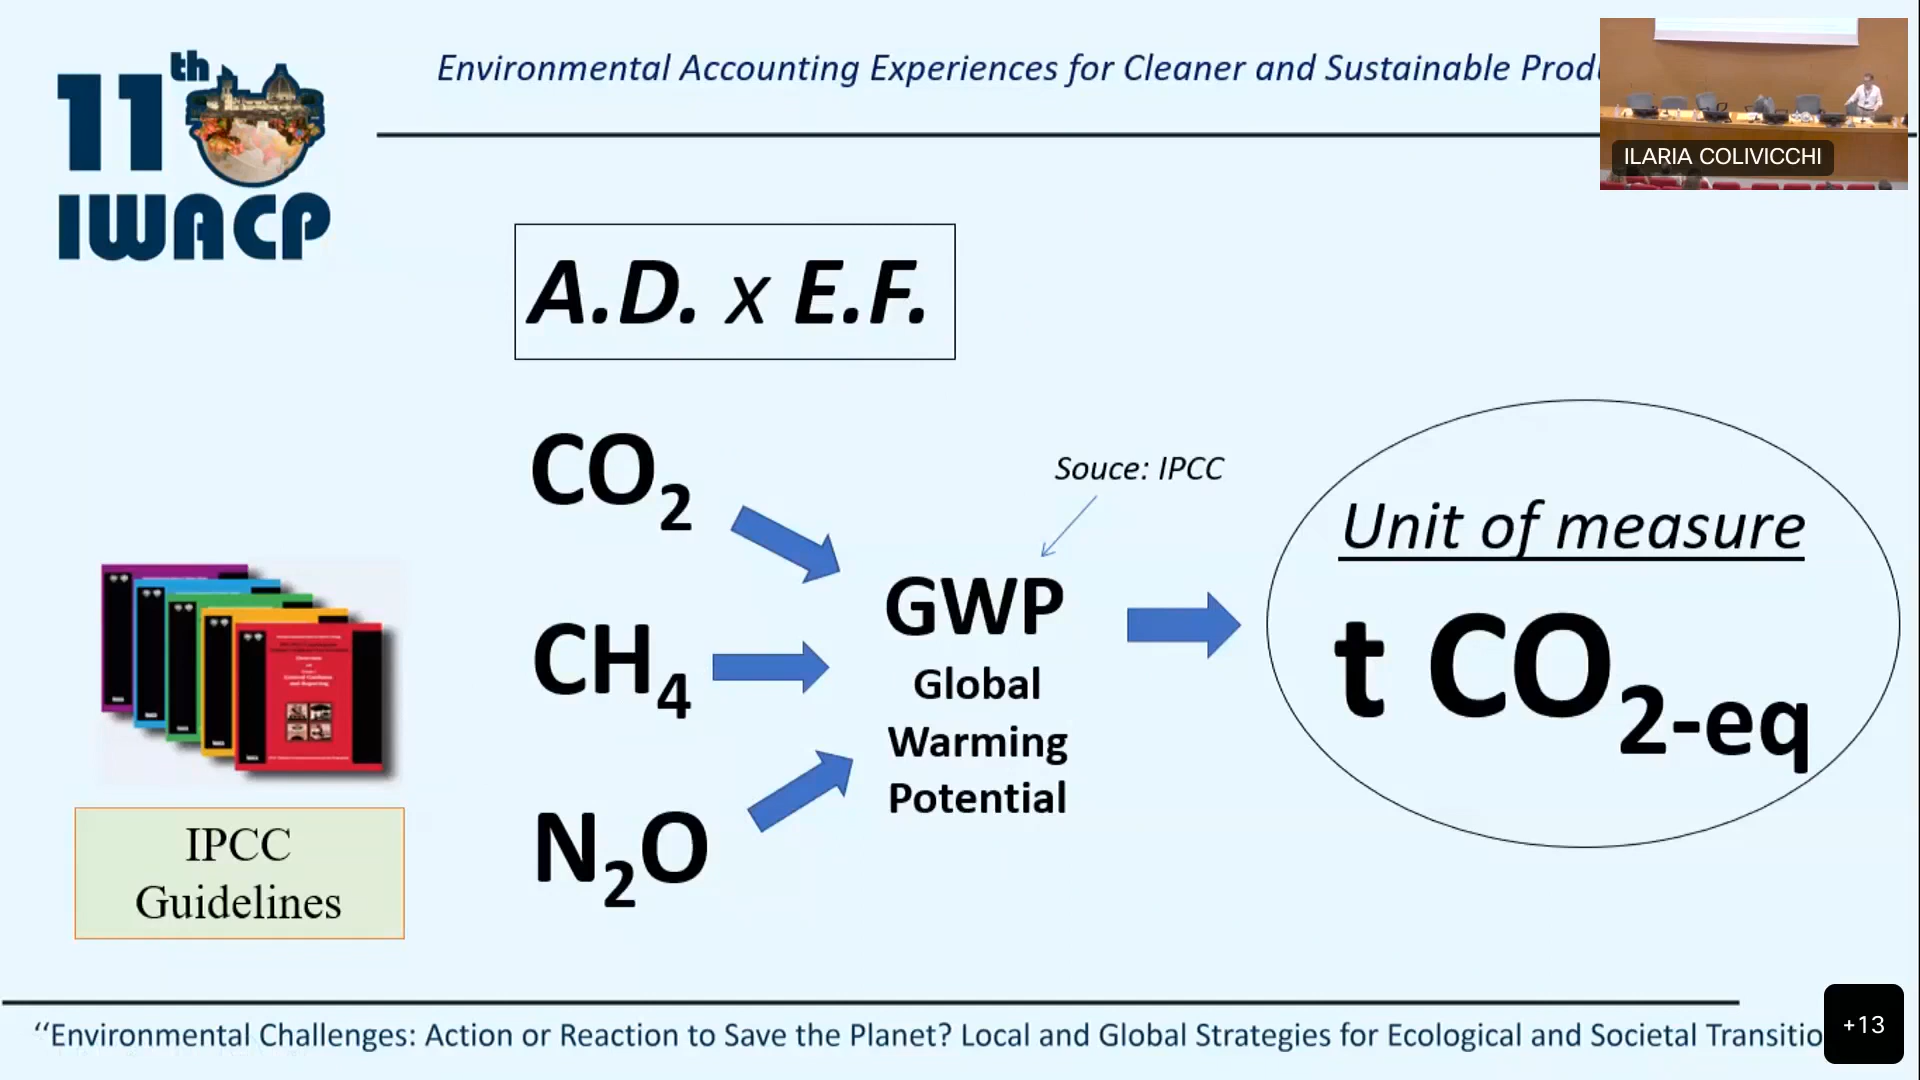 11th
IWACP
Environmental Accounting Experiences for Cleaner and Sustainable Produ
ILARIA COLIVICCHI
A.D. x E.F.
CO2
CH4
N2O
Souce: IPCC
GWP
Global
Warming
Potential
Unit of measure
t CO2-eq
IPCC
Guidelines
“Environmental Challenges: Action or Reaction to Save the Planet? Local and Global Strategies for Ecological and Societal Transitio
+13